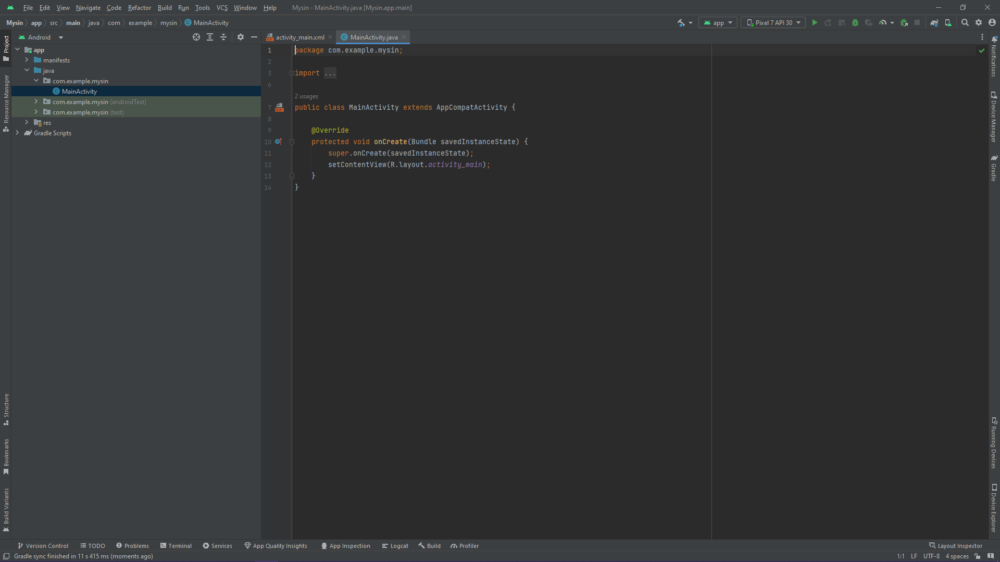 File Edit View Navigate Code Refactor Build Run Tools VCS Window Help Mysin - MainActivity.java [Mysin.app.main]
Mysin app src main java com example mysin MainActivity app Pixel 7 API 30
Android
activity_main.xml MainActivity.java
Project
Resource Manager
Structure
Bookmarks
Build Variants
app
manifests
java
com.example.mysin
MainActivity
com.example.mysin (androidTest)
com.example.mysin (test)
res
Gradle Scripts
1 package com.example.mysin;
2
3 import ...
6
2 usages
7 public class MainActivity extends AppCompatActivity {
8
9 @Override
10 protected void onCreate(Bundle savedInstanceState) {
11 super.onCreate(savedInstanceState);
12 setContentView(R.layout.activity_main);
13 }
14 }
Notifications
Device Manager
Gradle
Running Devices
Device Explorer
Version Control TODO Problems Terminal Services App Quality Insights App Inspection Logcat Build Profiler Layout Inspector
Gradle sync finished in 11 s 415 ms (moments ago) 1:1 LF UTF-8 4 spaces